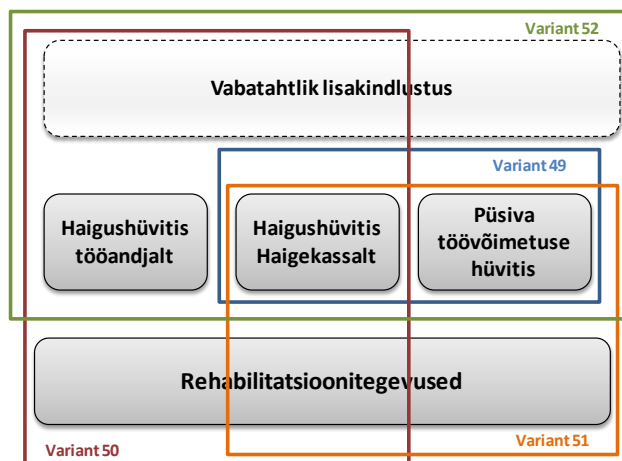 Variant 52
Vabatahtlik lisakindlustus
Variant 49
Haigushüvitis
tööandjalt
Haigushüvitis
Haigekassalt
Püsiva
töövõimetuse
hüvitis
Rehabilitatsioonitegevused
Variant 50
Variant 51